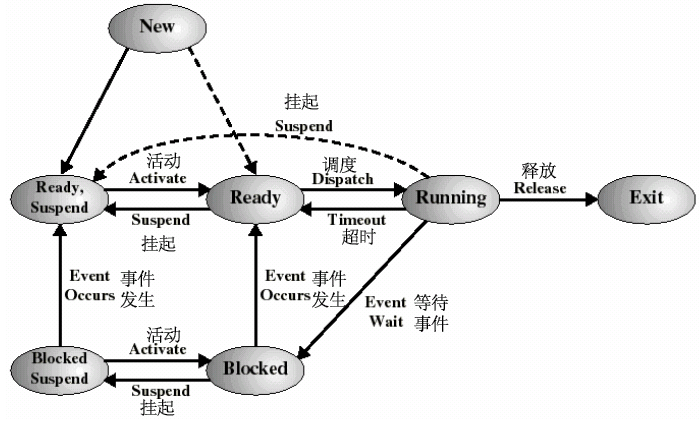 New
挂起
Suspend
活动
Activate
调度
Dispatch
释放
Release
Ready,
Suspend
Ready
Running
Exit
Suspend
挂起
Timeout
超时
Event 事件
Occurs 发生
Event 事件
Occurs 发生
Event 等待
Wait 事件
活动
Activate
Blocked
Suspend
Blocked
Suspend
挂起